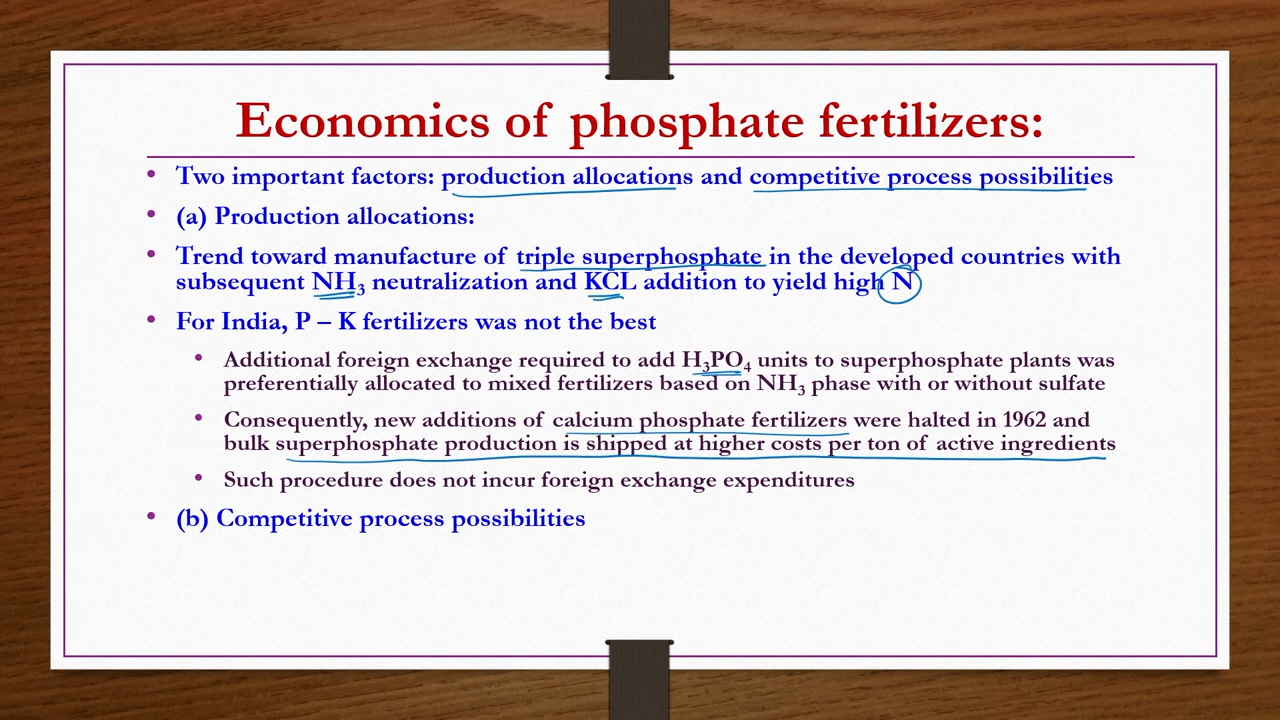 Economics of phosphate fertilizers:
• Two important factors: production allocations and competitive process possibilities
• (a) Production allocations:
• Trend toward manufacture of triple superphosphate in the developed countries with
subsequent NH₃ neutralization and KCL addition to yield high N
• For India, P – K fertilizers was not the best
• Additional foreign exchange required to add H₃PO₄ units to superphosphate plants was
preferentially allocated to mixed fertilizers based on NH₃ phase with or without sulfate
• Consequently, new additions of calcium phosphate fertilizers were halted in 1962 and
bulk superphosphate production is shipped at higher costs per ton of active ingredients
• Such procedure does not incur foreign exchange expenditures
• (b) Competitive process possibilities